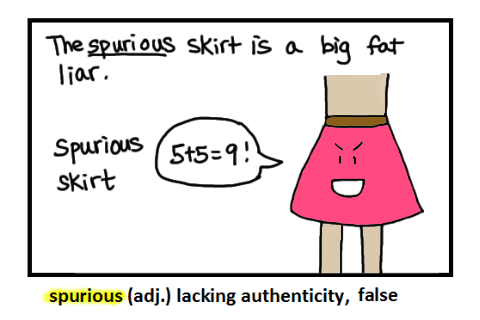 The spurious skirt is a big fat
liar.
Spurious
skirt
5+5=9!
spurious (adj.) lacking authenticity, false